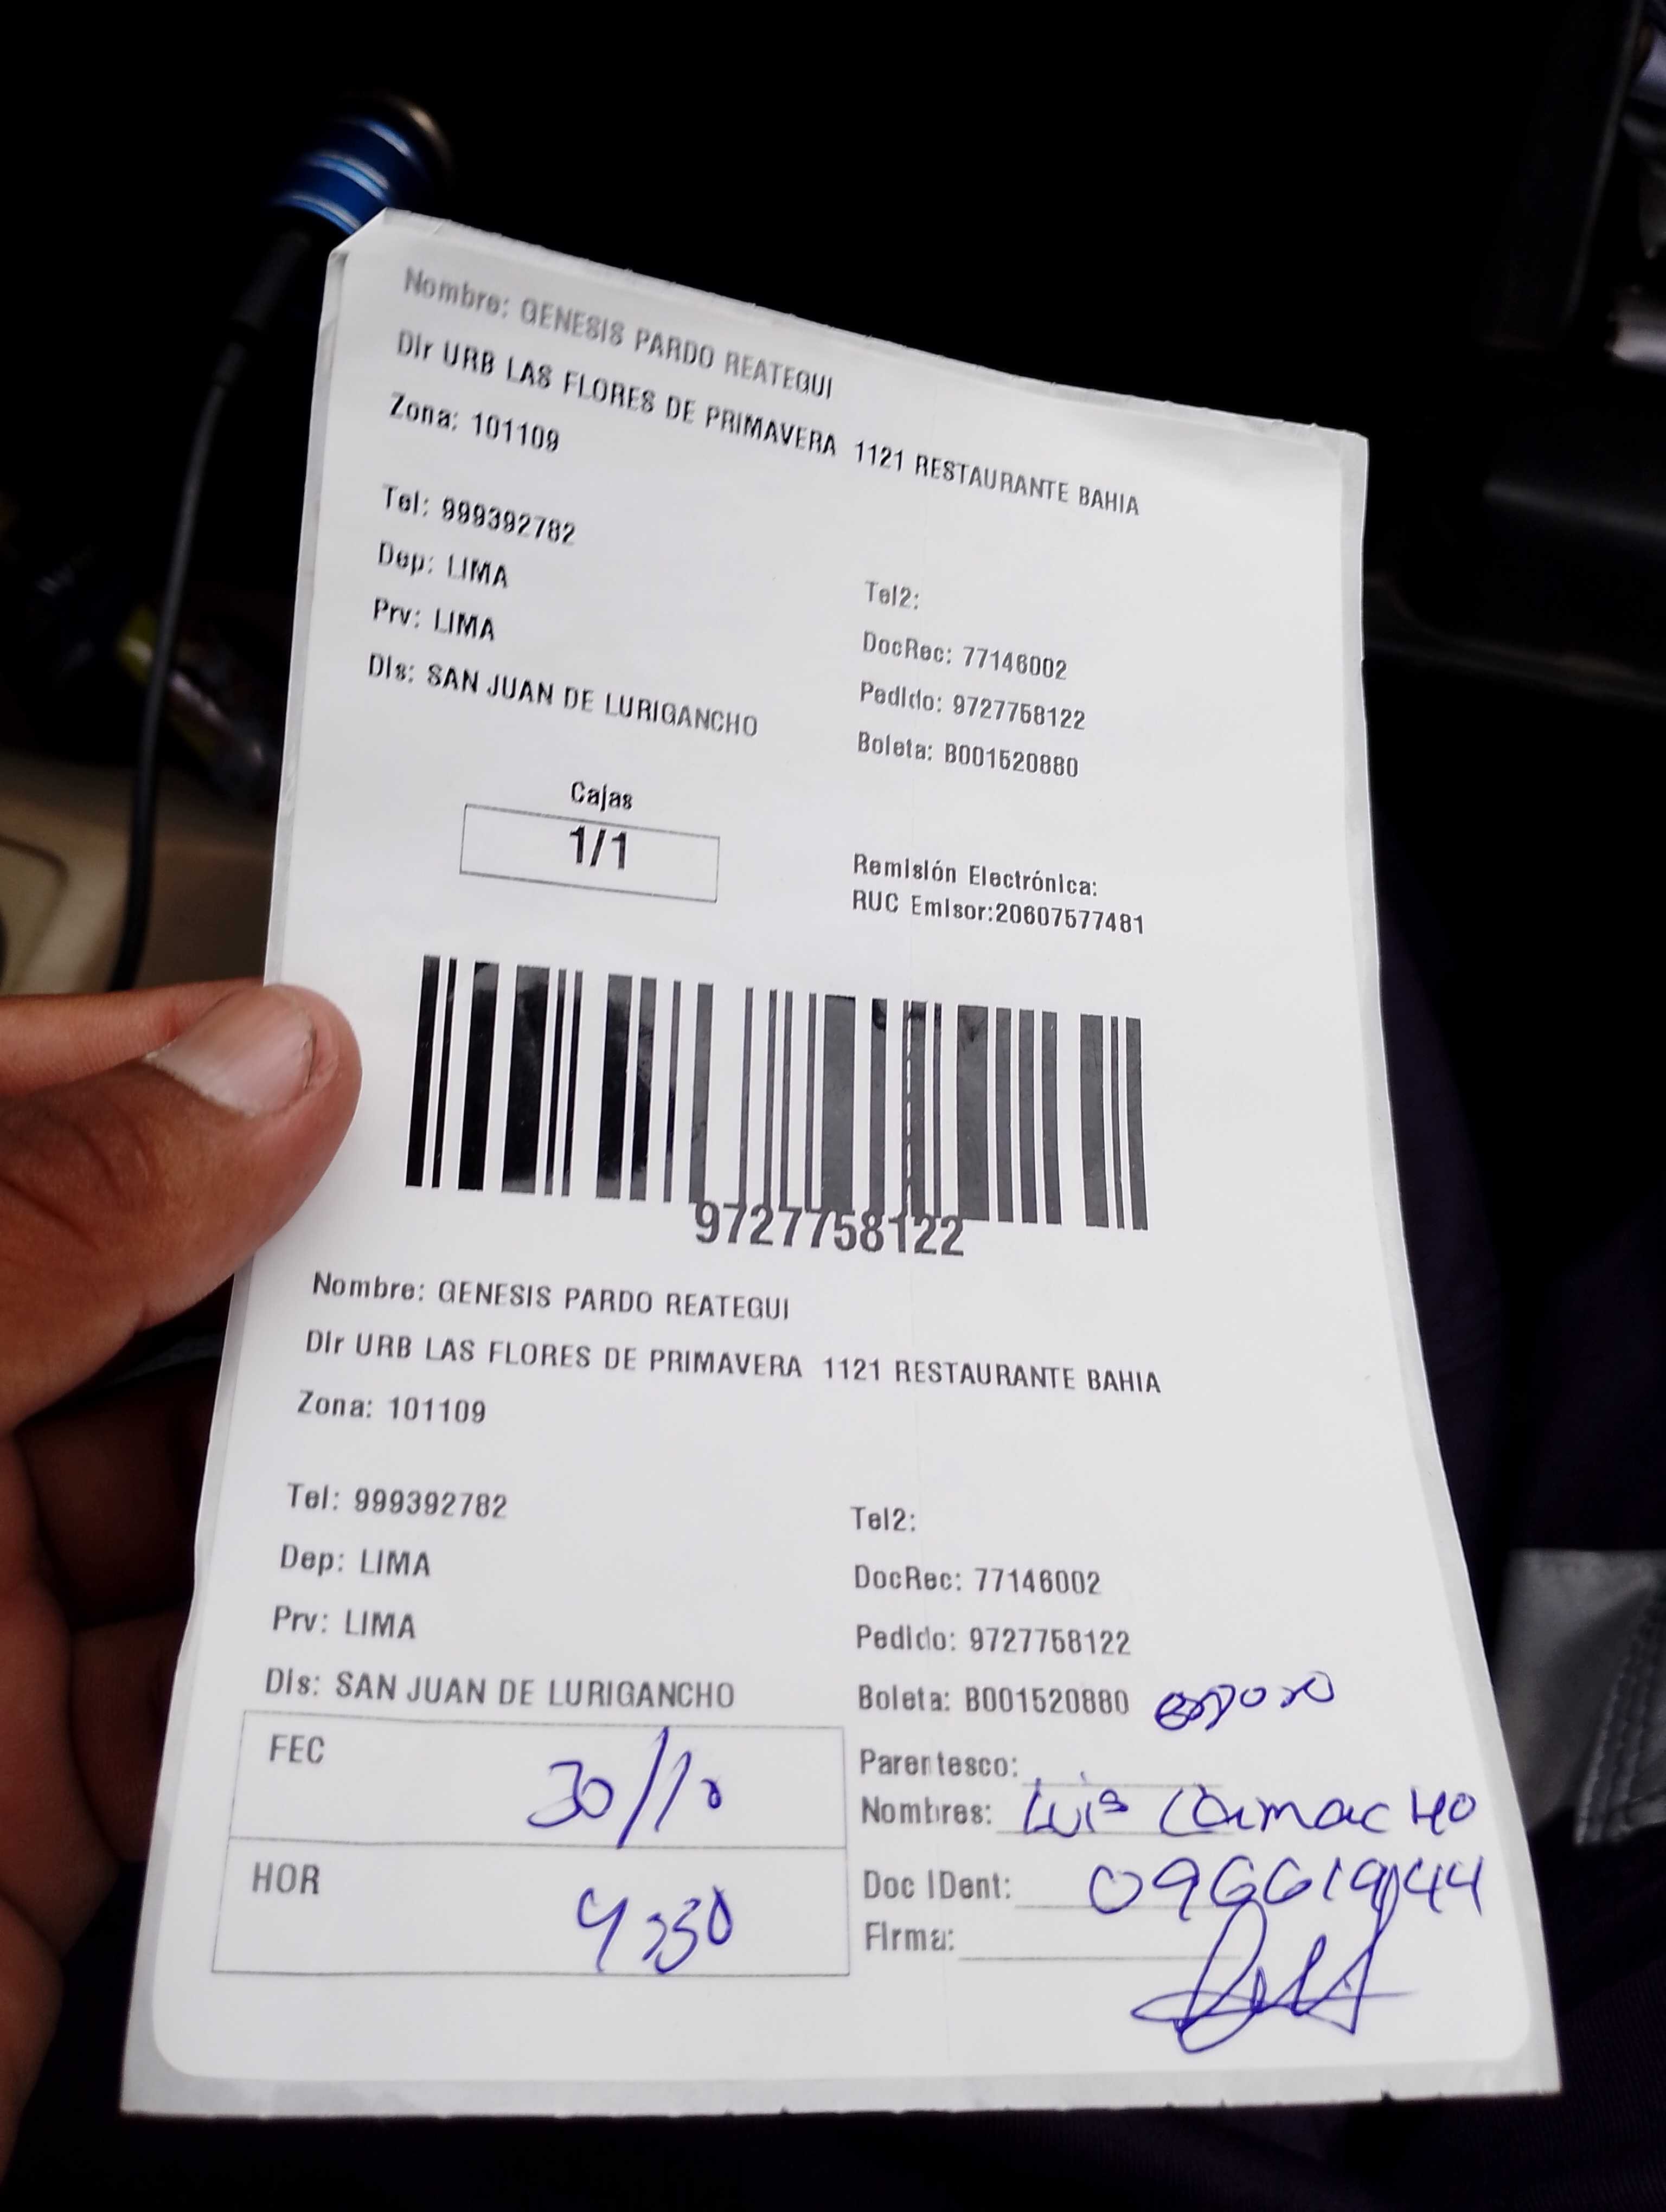 Nombre: GENESIS PARDO REATEGUI
Dir URB LAS FLORES DE PRIMAVERA 1121 RESTAURANTE BAHIA
Zona: 101109
Tel: 999392782
Tel2:
Dep: LIMA
DocRec: 77146002
Prv: LIMA
Pedido: 9727758122
Dis: SAN JUAN DE LURIGANCHO
Boleta: B001520880
Cajas
1/1
Remisión Electrónica:
RUC Emisor:20607577481
9727758122
Nombre: GENESIS PARDO REATEGUI
Dir URB LAS FLORES DE PRIMAVERA 1121 RESTAURANTE BAHIA
Zona: 101109
Tel: 999392782
Tel2:
Dep: LIMA
DocRec: 77146002
Prv: LIMA
Pedido: 9727758122
Dis: SAN JUAN DE LURIGANCHO
Boleta: B001520880
esposo
FEC 30/10
Parentesco:
Nombres: Luis Camacho
HOR
Doc IDent: 09661944
Firma: